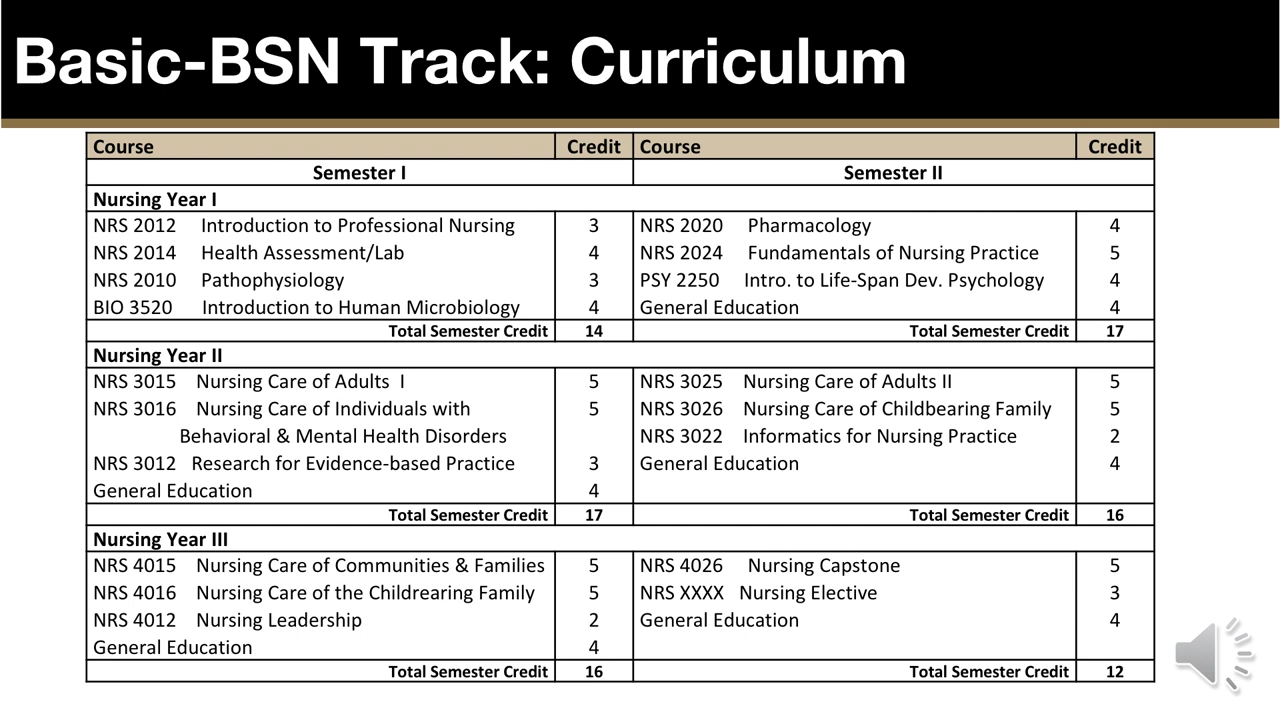 Basic-BSN Track: Curriculum
Course Credit Course Credit
Semester I Semester II
Nursing Year I
NRS 2012 Introduction to Professional Nursing 3 NRS 2020 Pharmacology 4
NRS 2014 Health Assessment/Lab 4 NRS 2024 Fundamentals of Nursing Practice 5
NRS 2010 Pathophysiology 3 PSY 2250 Intro. to Life-Span Dev. Psychology 4
BIO 3520 Introduction to Human Microbiology 4 General Education 4
Total Semester Credit 14 Total Semester Credit 17
Nursing Year II
NRS 3015 Nursing Care of Adults I 5 NRS 3025 Nursing Care of Adults II 5
NRS 3016 Nursing Care of Individuals with 5 NRS 3026 Nursing Care of Childbearing Family 5
Behavioral & Mental Health Disorders NRS 3022 Informatics for Nursing Practice 2
NRS 3012 Research for Evidence-based Practice 3 General Education 4
General Education 4
Total Semester Credit 17 Total Semester Credit 16
Nursing Year III
NRS 4015 Nursing Care of Communities & Families 5 NRS 4026 Nursing Capstone 5
NRS 4016 Nursing Care of the Childrearing Family 5 NRS XXXX Nursing Elective 3
NRS 4012 Nursing Leadership 2 General Education 4
General Education 4
Total Semester Credit 16 Total Semester Credit 12